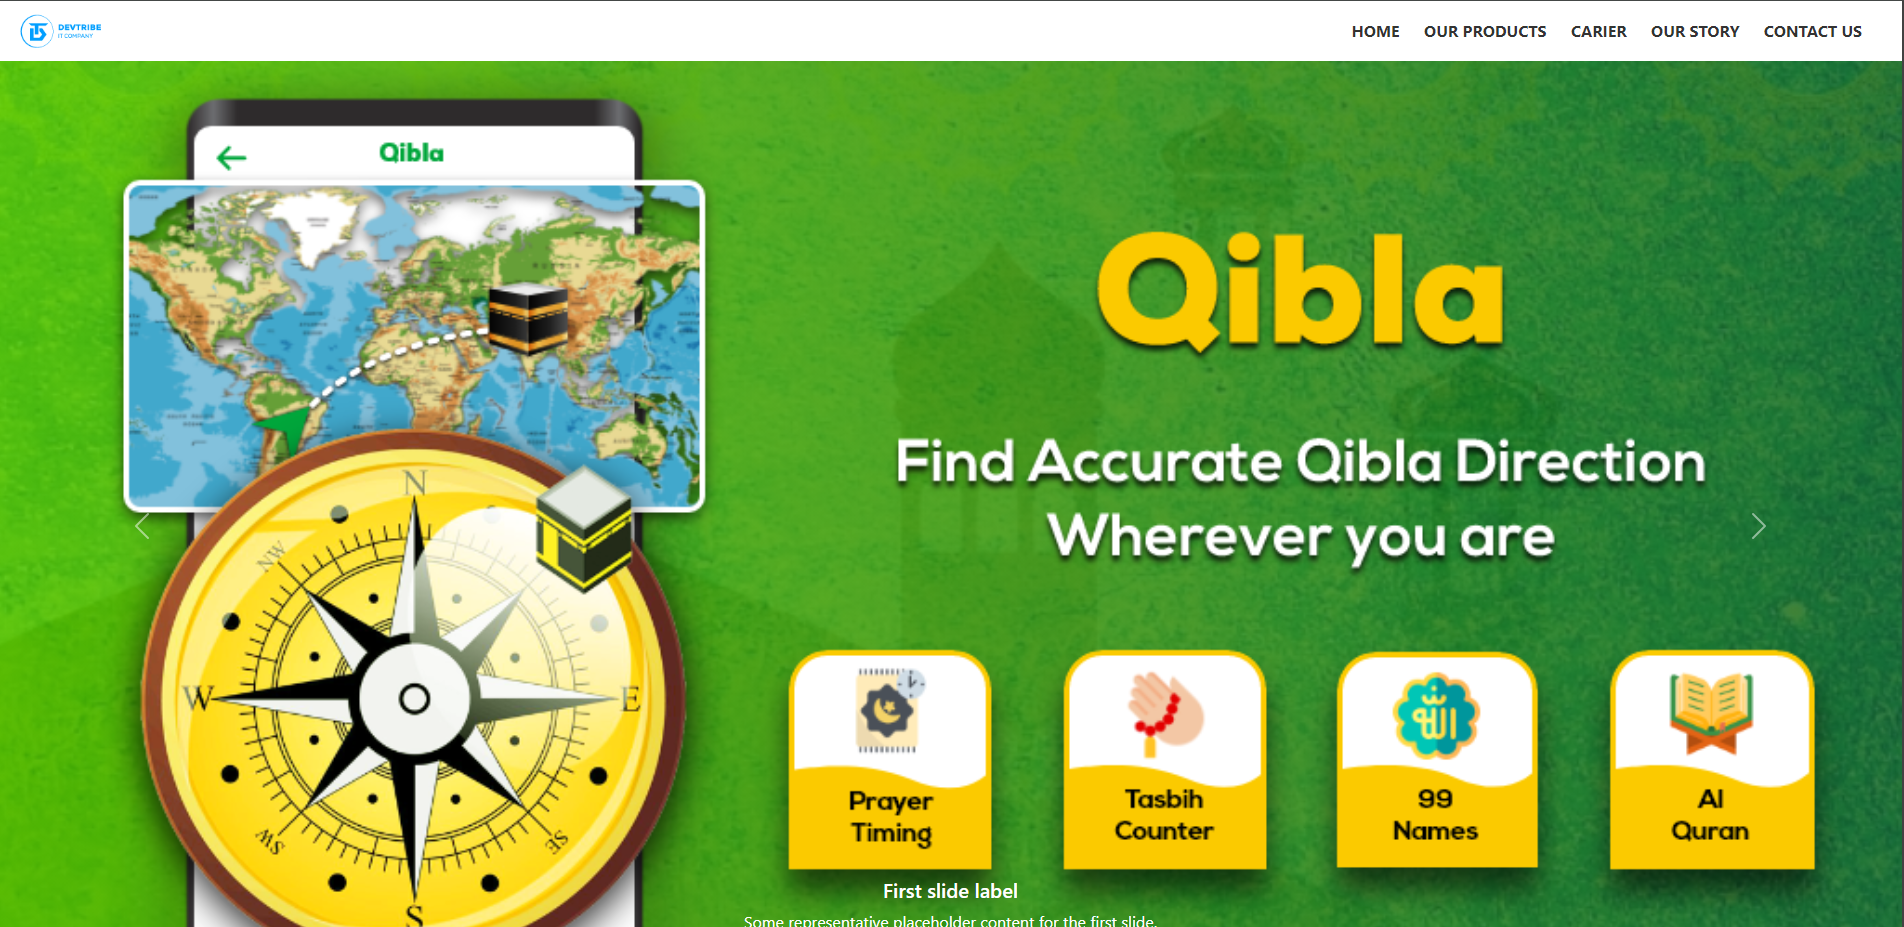 DEVTRIBE
IT COMPANY
HOME OUR PRODUCTS CARIER OUR STORY CONTACT US
Qibla
Qibla
Find Accurate Qibla Direction
Wherever you are
N
NW
W
E
SW
SE
S
Prayer
Timing
Tasbih
Counter
الله
99
Names
Al
Quran
First slide label
Some representative placeholder content for the first slide.